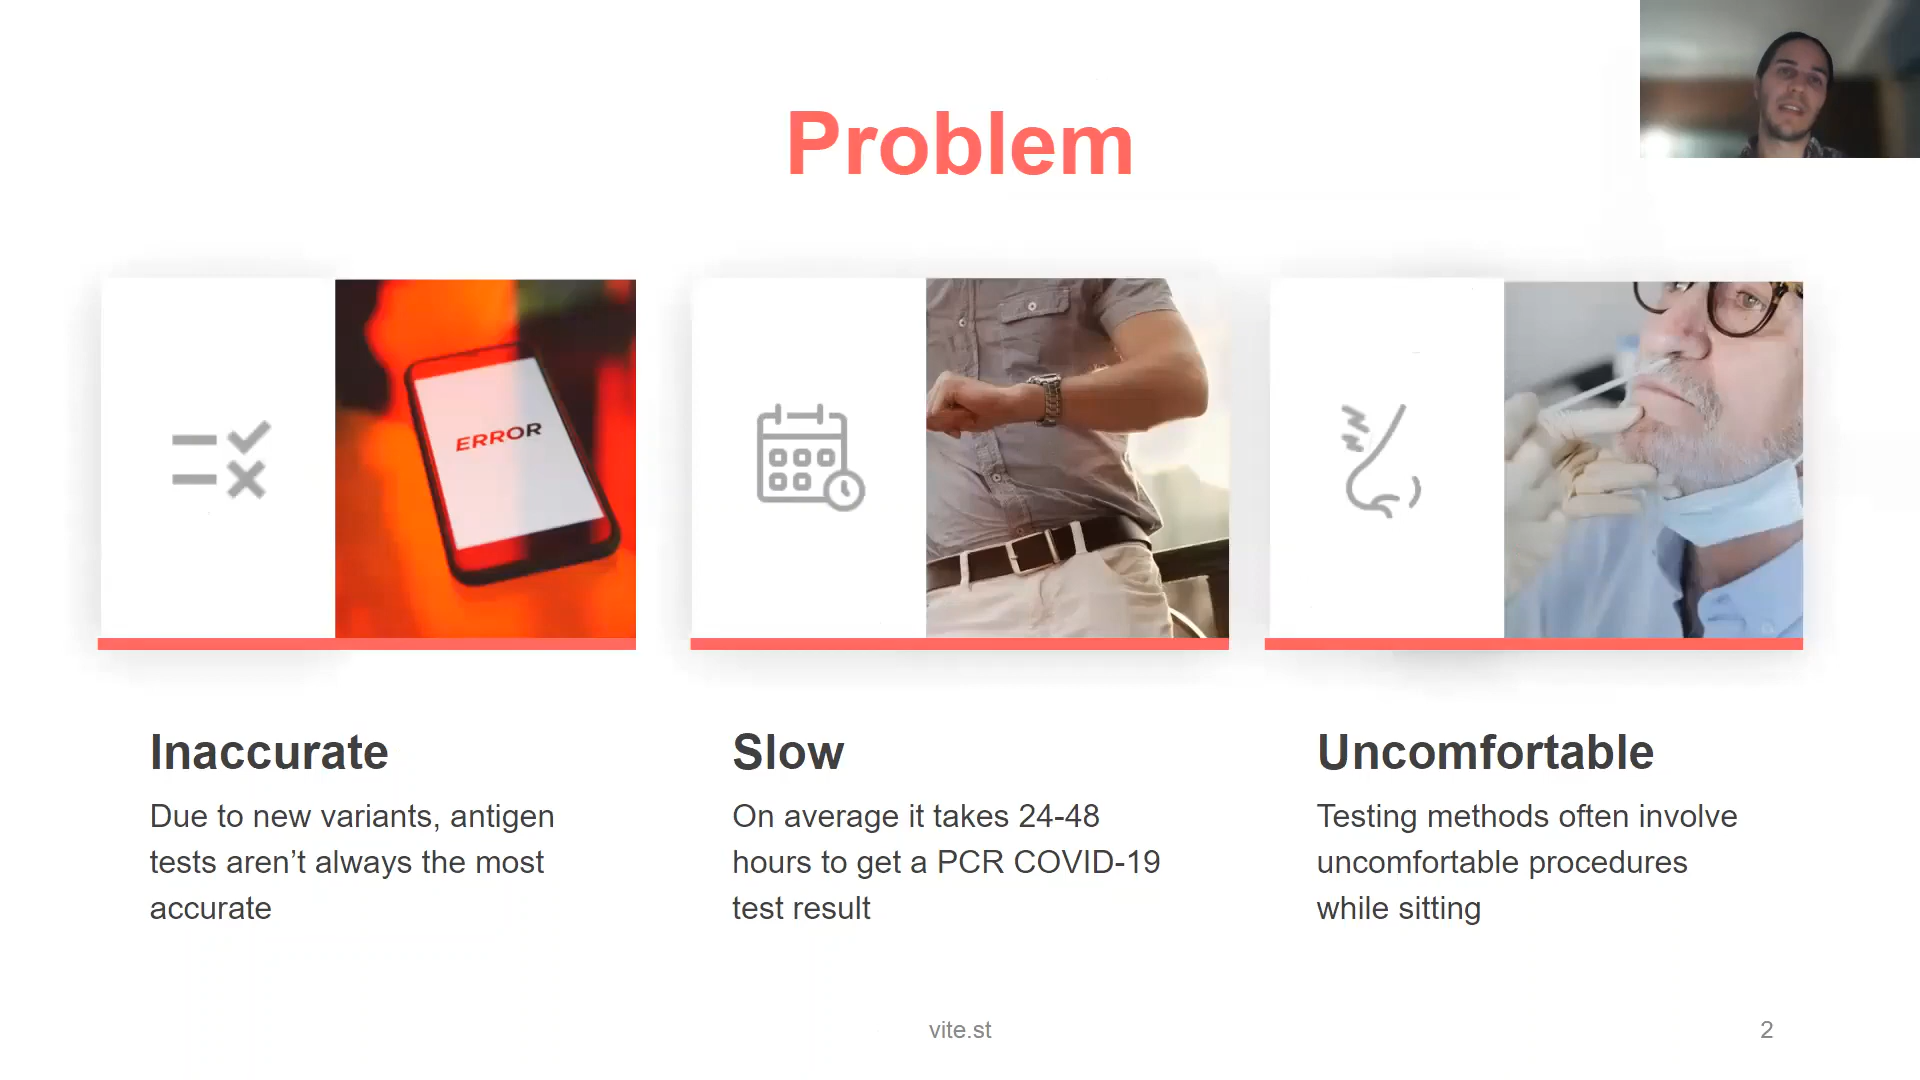 Problem
ERROR
Inaccurate
Due to new variants, antigen
tests aren’t always the most
accurate
Slow
On average it takes 24-48
hours to get a PCR COVID-19
test result
Uncomfortable
Testing methods often involve
uncomfortable procedures
while sitting
vite.st
2